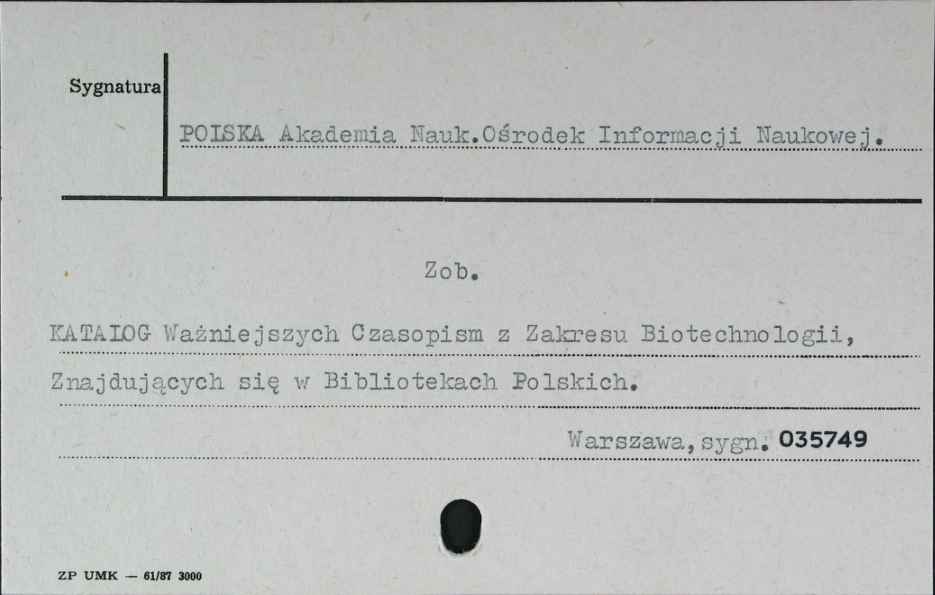 Sygnatura
POLSKA Akademia Nauk.Ośrodek Informacji Naukowej.
Zob.
KATALOG Ważniejszych Czasopism z Zakresu Biotechnologii,
Znajdujących się w Bibliotekach Polskich.
Warszawa, sygn. 035749
ZP UMK — 61/87 3000